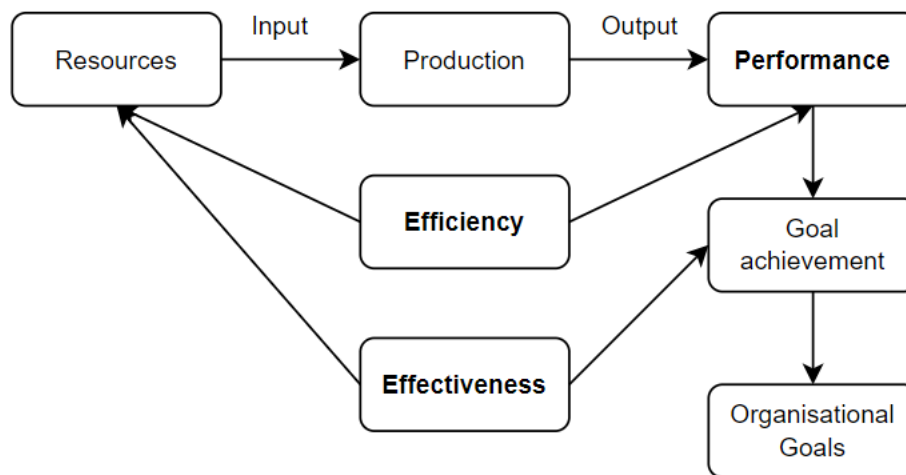 Input
Output
Resources
Production
Performance
Efficiency
Goal
achievement
Effectiveness
Organisational
Goals